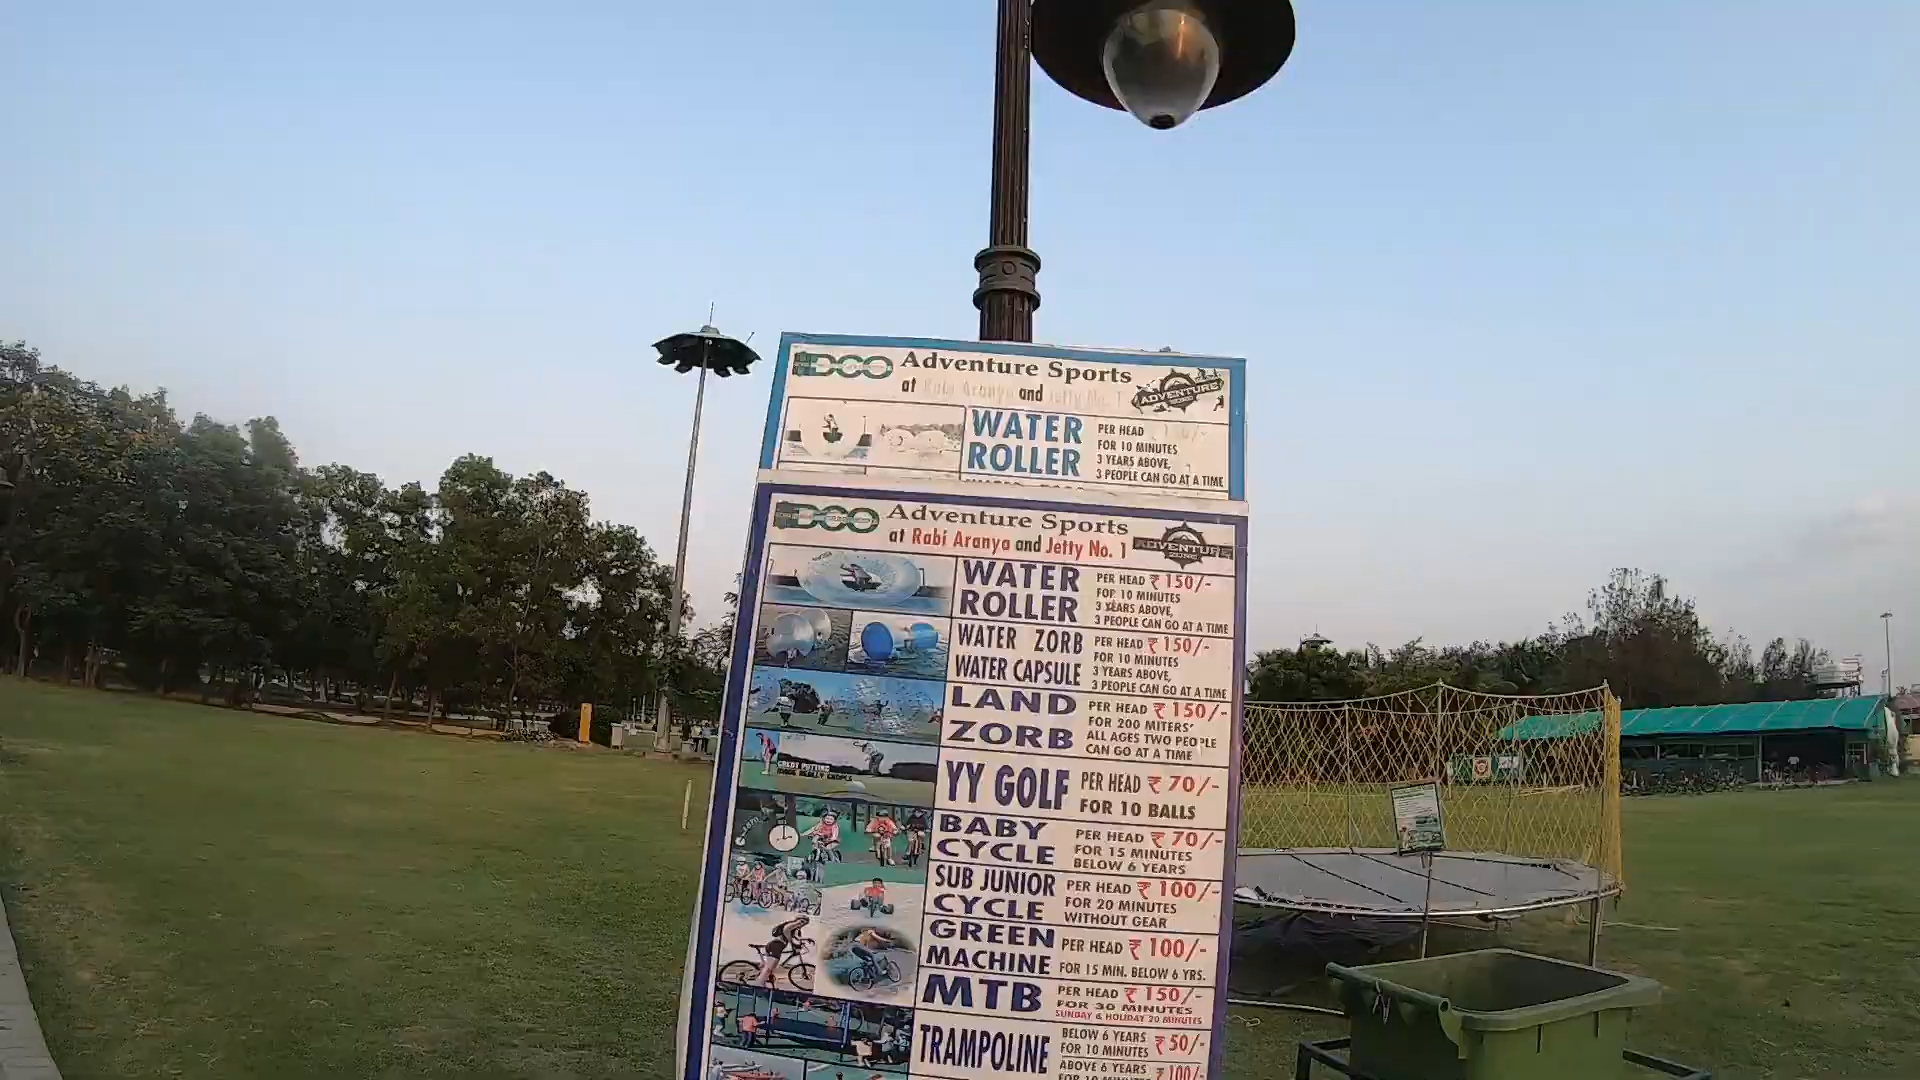 Adventure Sports
at Rabi Aranya and Jetty No. 1
ADVENTURE
WATER ROLLER
PER HEAD
FOR 10 MINUTES
3 YEARS ABOVE,
3 PEOPLE CAN GO AT A TIME
Adventure Sports
at Rabi Aranya and Jetty No. 1
ADVENTURE
ZONE
WATER ROLLER
PER HEAD ₹ 150/-
FOR 10 MINUTES
3 YEARS ABOVE,
3 PEOPLE CAN GO AT A TIME
WATER ZORB
WATER CAPSULE
PER HEAD ₹ 150/-
FOR 10 MINUTES
3 YEARS ABOVE,
3 PEOPLE CAN GO AT A TIME
LAND ZORB
PER HEAD ₹ 150/-
FOR 200 MITERS
ALL AGES TWO PEOPLE
CAN GO AT A TIME
YY GOLF
PER HEAD ₹ 70/-
FOR 10 BALLS
BABY CYCLE
PER HEAD ₹ 70/-
FOR 15 MINUTES
BELOW 6 YEARS
SUB JUNIOR CYCLE
PER HEAD ₹ 100/-
FOR 20 MINUTES
WITHOUT GEAR
GREEN MACHINE
PER HEAD ₹ 100/-
FOR 15 MIN. BELOW 6 YRS.
MTB
PER HEAD ₹ 150/-
FOR 30 MINUTES
SUNDAY & HOLIDAY 20 MINUTES
TRAMPOLINE
BELOW 6 YEARS
FOR 10 MINUTES ₹ 50/-
ABOVE 6 YEARS
₹ 100/-